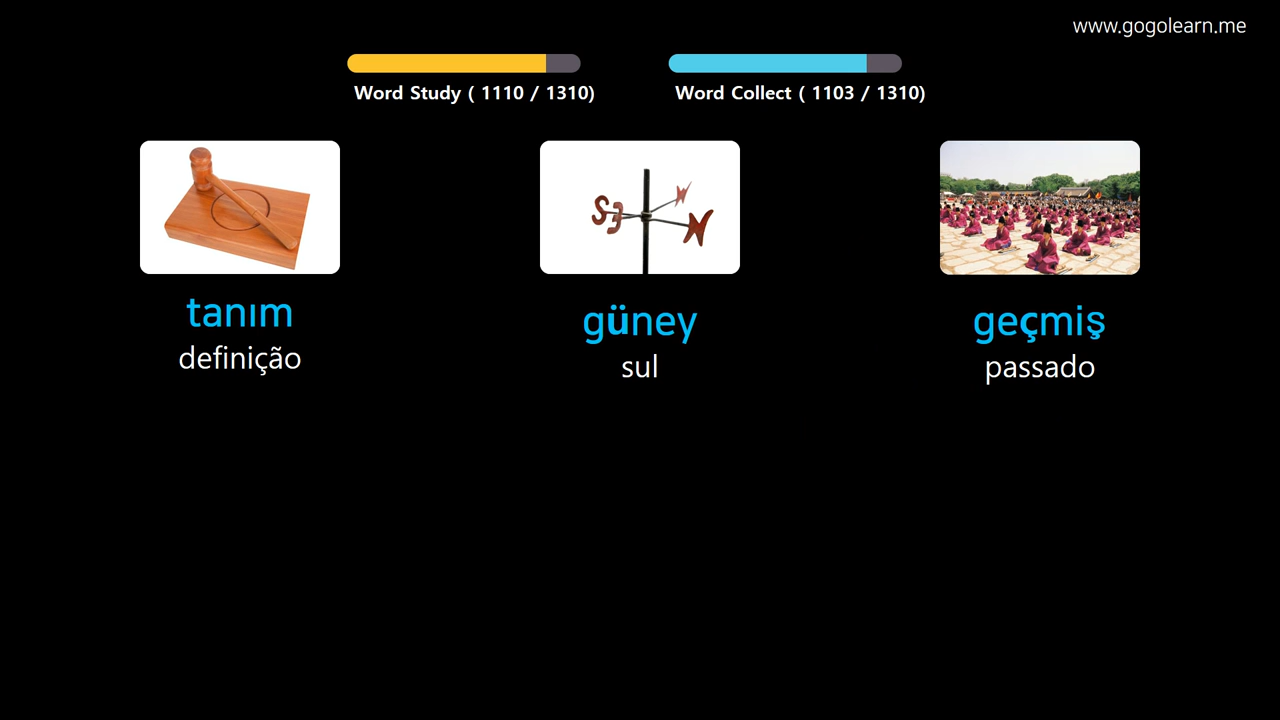 www.gogolearn.me
Word Study ( 1110 / 1310)
Word Collect ( 1103 / 1310)
S E N W
tanım
definição
güney
sul
geçmiş
passado